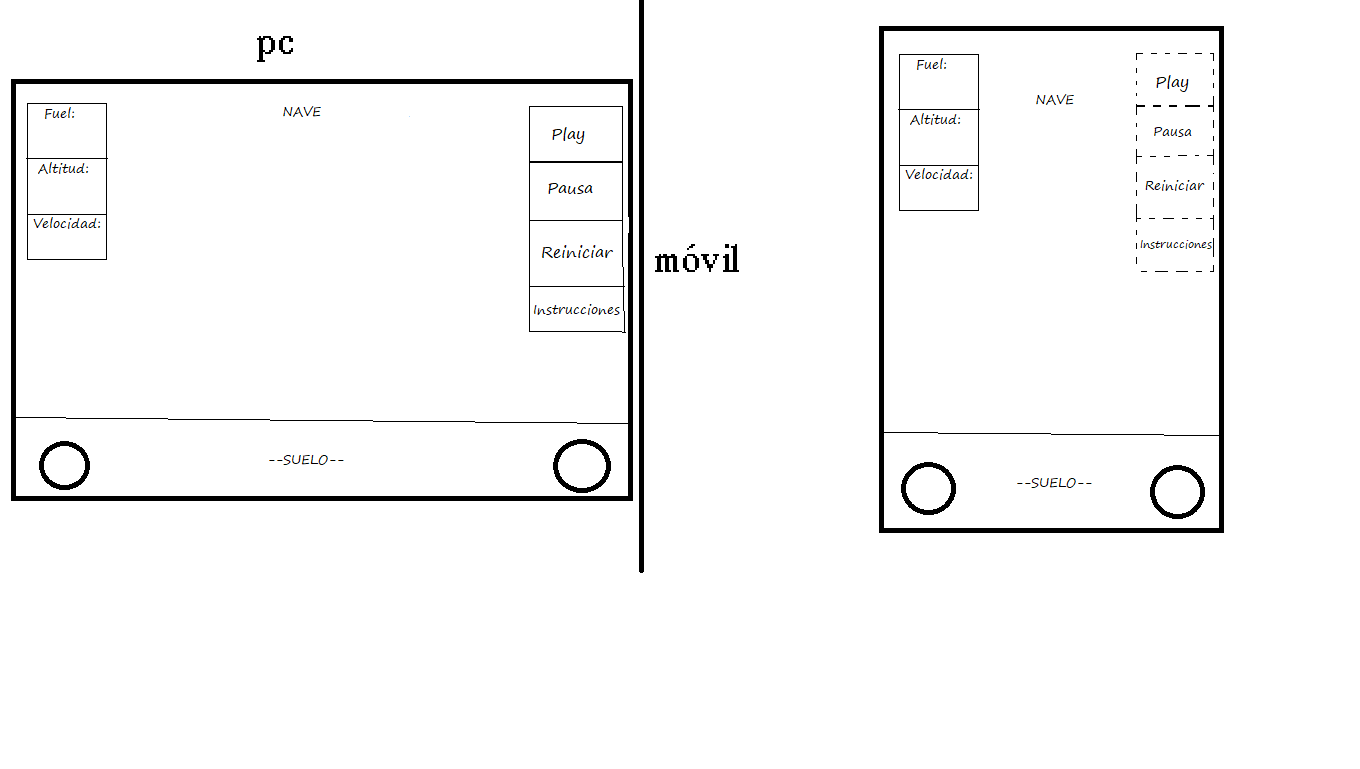 pc
Fuel:
Altitud:
Velocidad:
NAVE
Play
Pausa
Reiniciar
Instrucciones
--SUELO--
móvil
Fuel:
Altitud:
Velocidad:
NAVE
Play
Pausa
Reiniciar
Instrucciones
--SUELO--